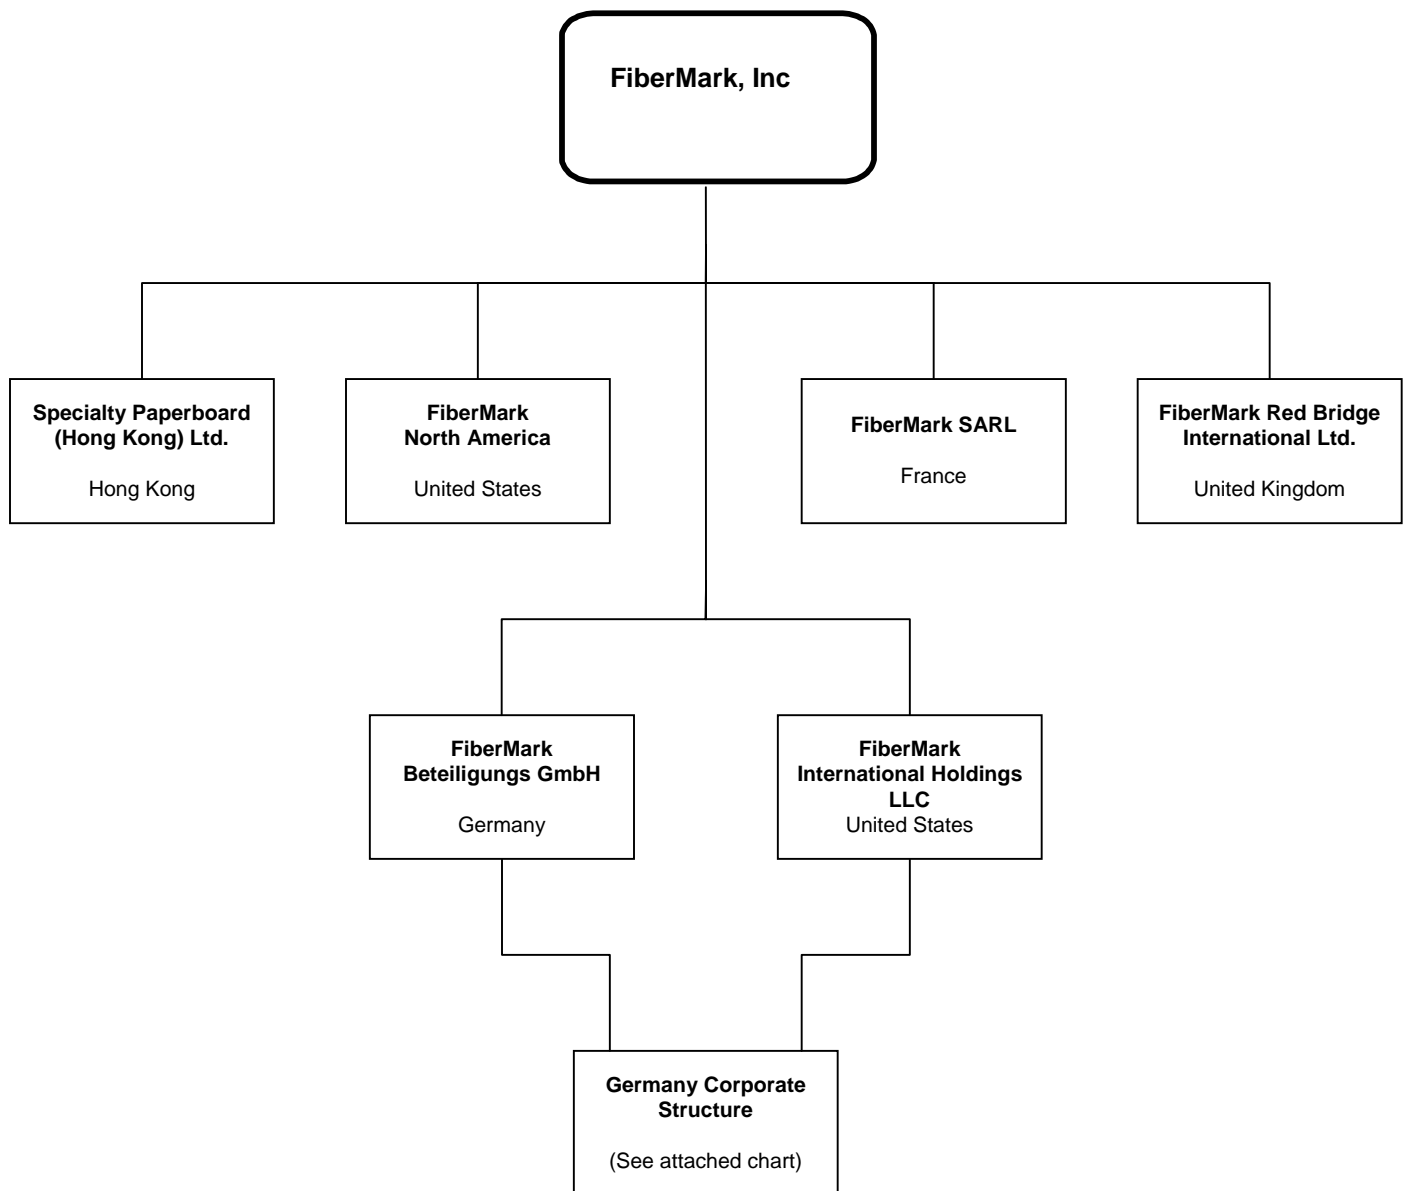 FiberMark, Inc
Specialty Paperboard
(Hong Kong) Ltd.
Hong Kong
FiberMark
North America
United States
FiberMark SARL
France
FiberMark Red Bridge
International Ltd.
United Kingdom
FiberMark
Beteiligungs GmbH
Germany
FiberMark
International Holdings
LLC
United States
Germany Corporate
Structure
(See attached chart)